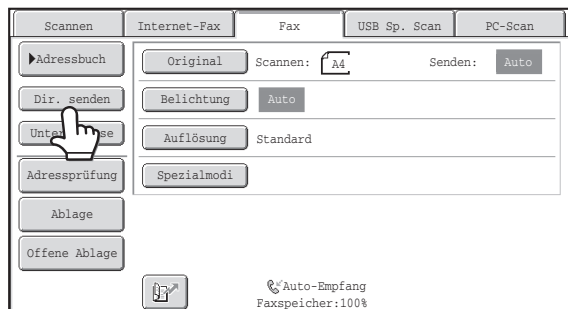 Scannen Internet-Fax Fax USB Sp. Scan PC-Scan
Adressbuch Original Scannen: A4 Senden: Auto
Dir. senden Belichtung Auto
Auflösung Standard
Adressprüfung Spezialmodi
Ablage
Offene Ablage
Auto-Empfang
Faxspeicher:100%